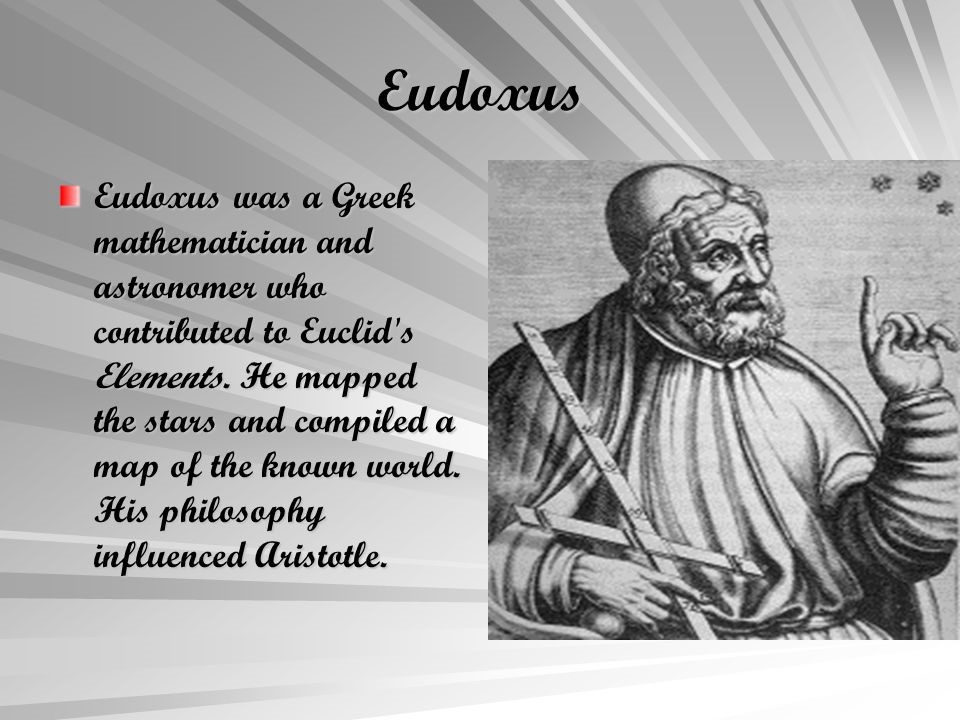 Eudoxus
Eudoxus was a Greek
mathematician and
astronomer who
contributed to Euclid's
Elements. He mapped
the stars and compiled a
map of the known world.
His philosophy
influenced Aristotle.